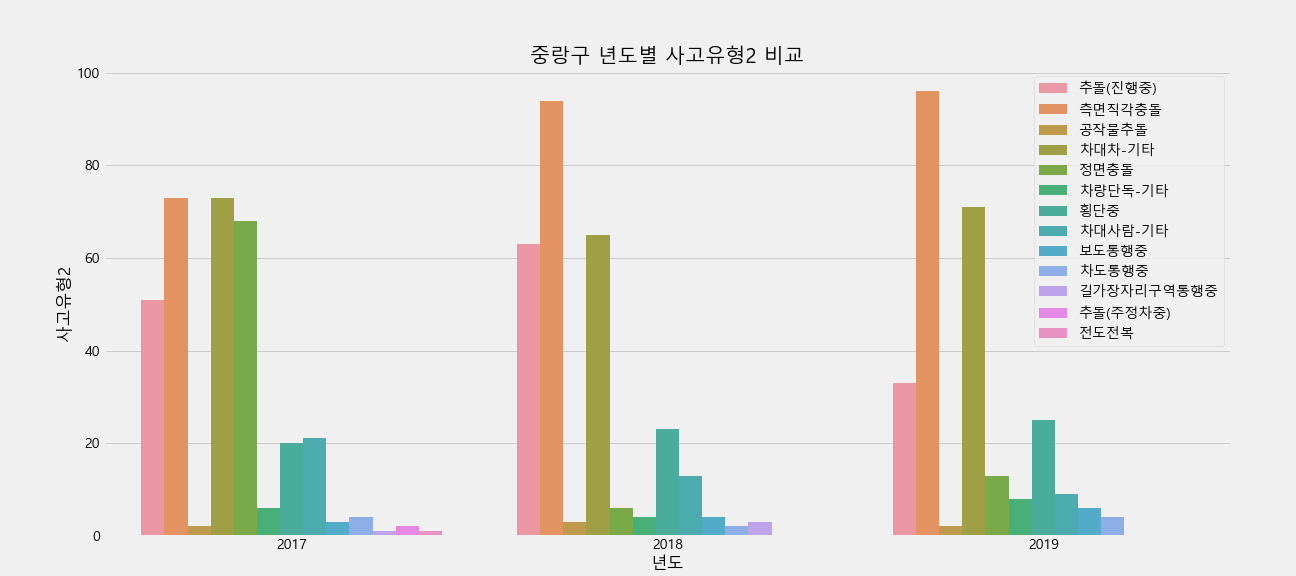 중랑구 년도별 사고유형2 비교
100
80
60
40
20
0
사고유형2
2017
2018
2019
년도
추돌(진행중)
측면직각충돌
공작물추돌
차대차-기타
정면충돌
차량단독-기타
횡단중
차대사람-기타
보도통행중
차도통행중
길가장자리구역통행중
추돌(주정차중)
전도전복